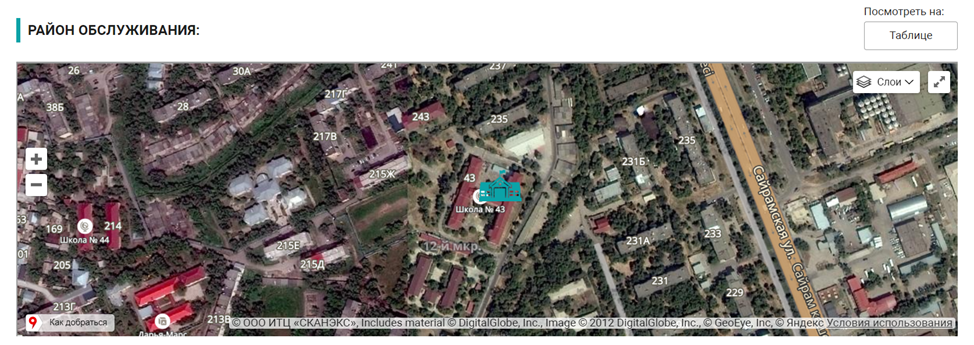 Посмотреть на:
РАЙОН ОБСЛУЖИВАНИЯ:
Таблице
26
30А
24Т
237
Слои
38Б
28
217Г
243
235
217В
235
231Б
215Ж
43
Школа № 43
Сайрамская ул.
Сайрам к
169
214
Школа № 44
12-й мкр.
215Е
231А
233
01
205
215Д
231
229
213Г
213В
Как добраться
Дарья-Марс
© ООО ИТЦ «СКАНЭКС», Includes material © DigitalGlobe, Inc., Image © 2012 DigitalGlobe, Inc., © GeoEye, Inc, © Яндекс Условия использования